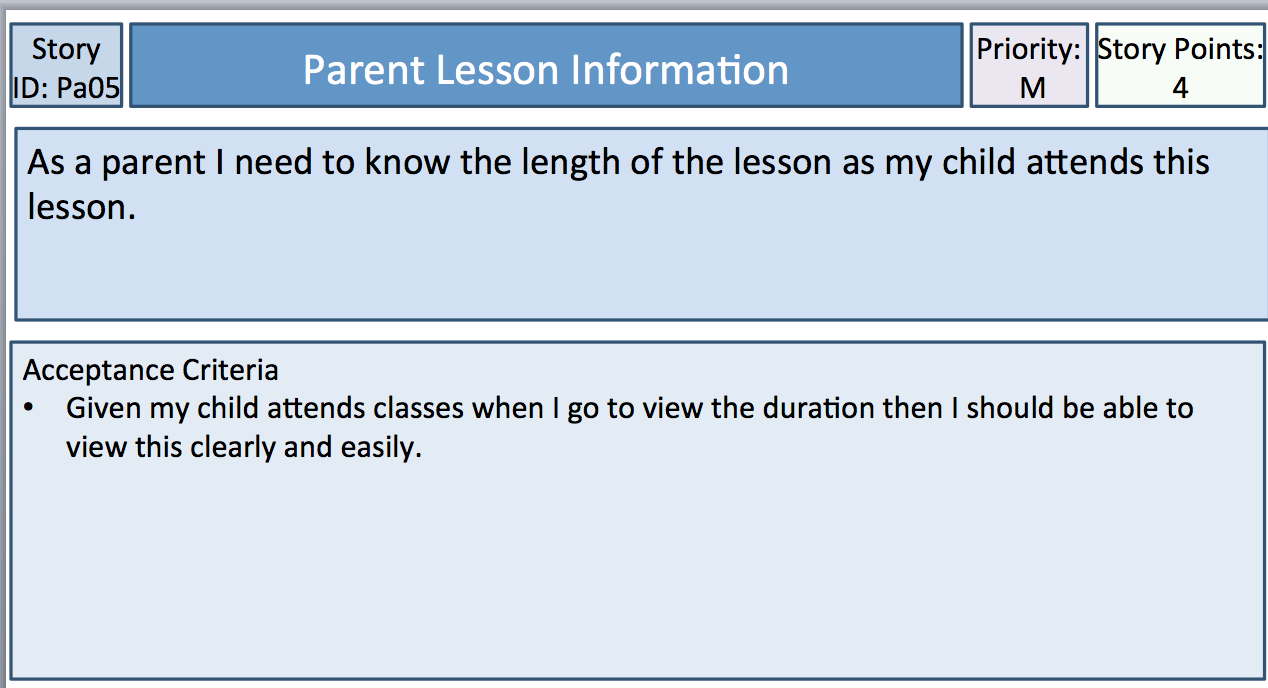 Story
ID: Pa05
Parent Lesson Information
Priority:
M
Story Points:
4
As a parent I need to know the length of the lesson as my child attends this
lesson.
Acceptance Criteria
• Given my child attends classes when I go to view the duration then I should be able to
view this clearly and easily.